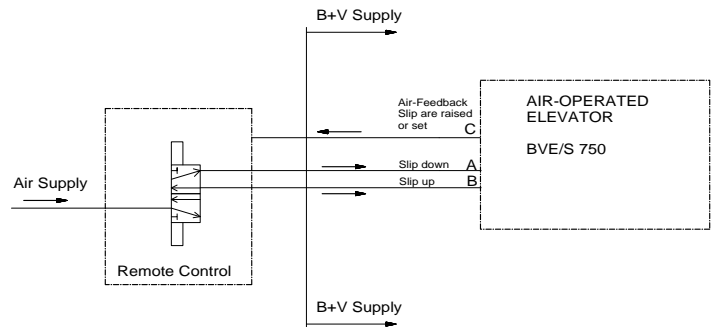 B+V Supply
Air-Feedback
Slip are raised
or set
C
AIR-OPERATED
ELEVATOR
BVE/S 750
Slip down
A
Air Supply
Slip up
B
Remote Control
B+V Supply